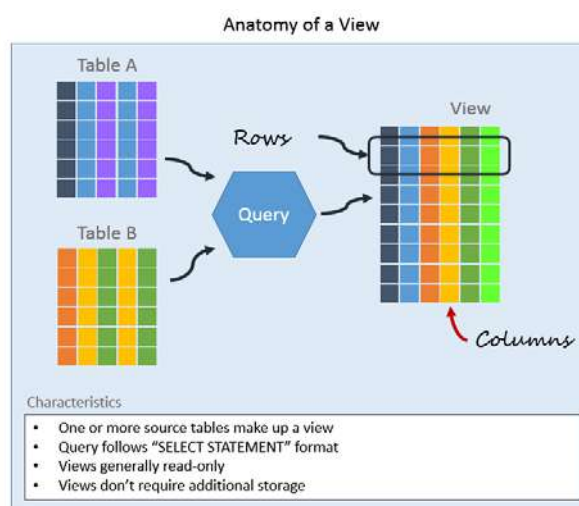 Anatomy of a View
Table A
View
Rows
Query
Table B
Columns
Characteristics
• One or more source tables make up a view
• Query follows “SELECT STATEMENT” format
• Views generally read-only
• Views don’t require additional storage